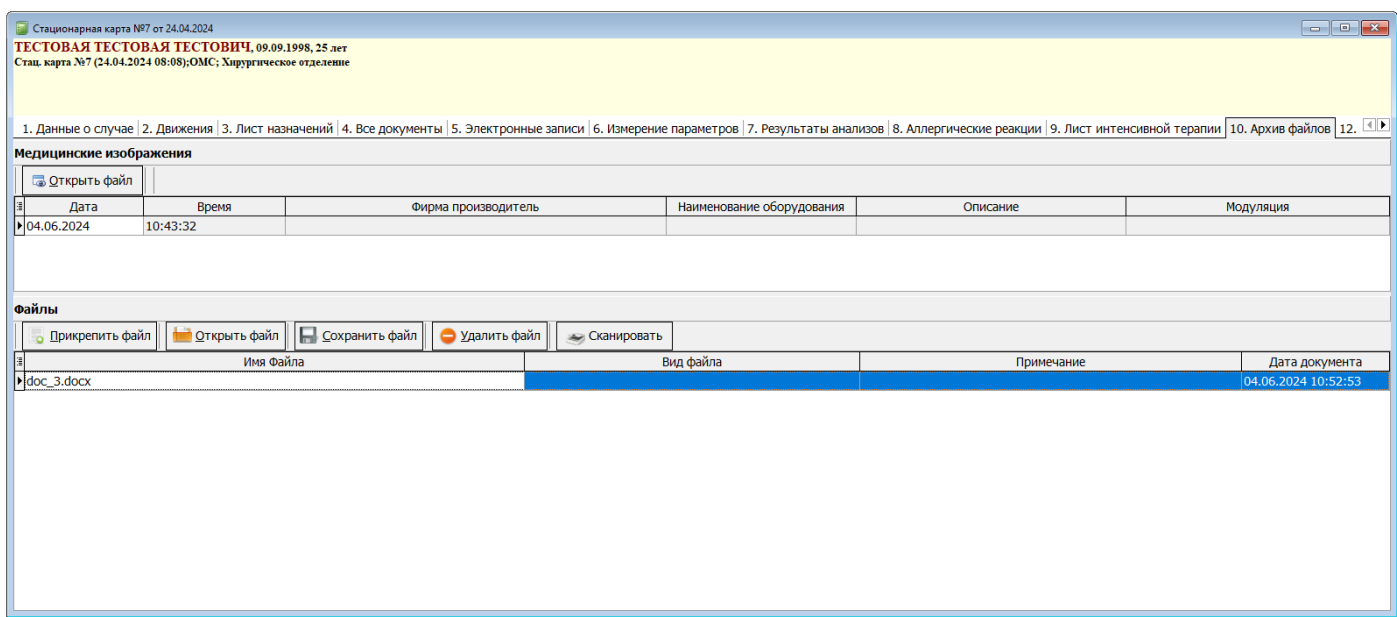 Стационарная карта №7 от 24.04.2024
ТЕСТОВАЯ ТЕСТОВАЯ ТЕСТОВИЧ, 09.09.1998, 25 лет
Стац. карта №7 (24.04.2024 08:08);ОМС; Хирургическое отделение
1. Данные о случае 2. Движения 3. Лист назначений 4. Все документы 5. Электронные записи 6. Измерение параметров 7. Результаты анализов 8. Аллергические реакции 9. Лист интенсивной терапии 10. Архив файлов 12.
Медицинские изображения
Открыть файл
Дата Время Фирма производитель Наименование оборудования Описание Модуляция
04.06.2024 10:43:32
Файлы
Прикрепить файл Открыть файл Сохранить файл Удалить файл Сканировать
Имя Файла Вид файла Примечание Дата документа
doc_3.docx 04.06.2024 10:52:53